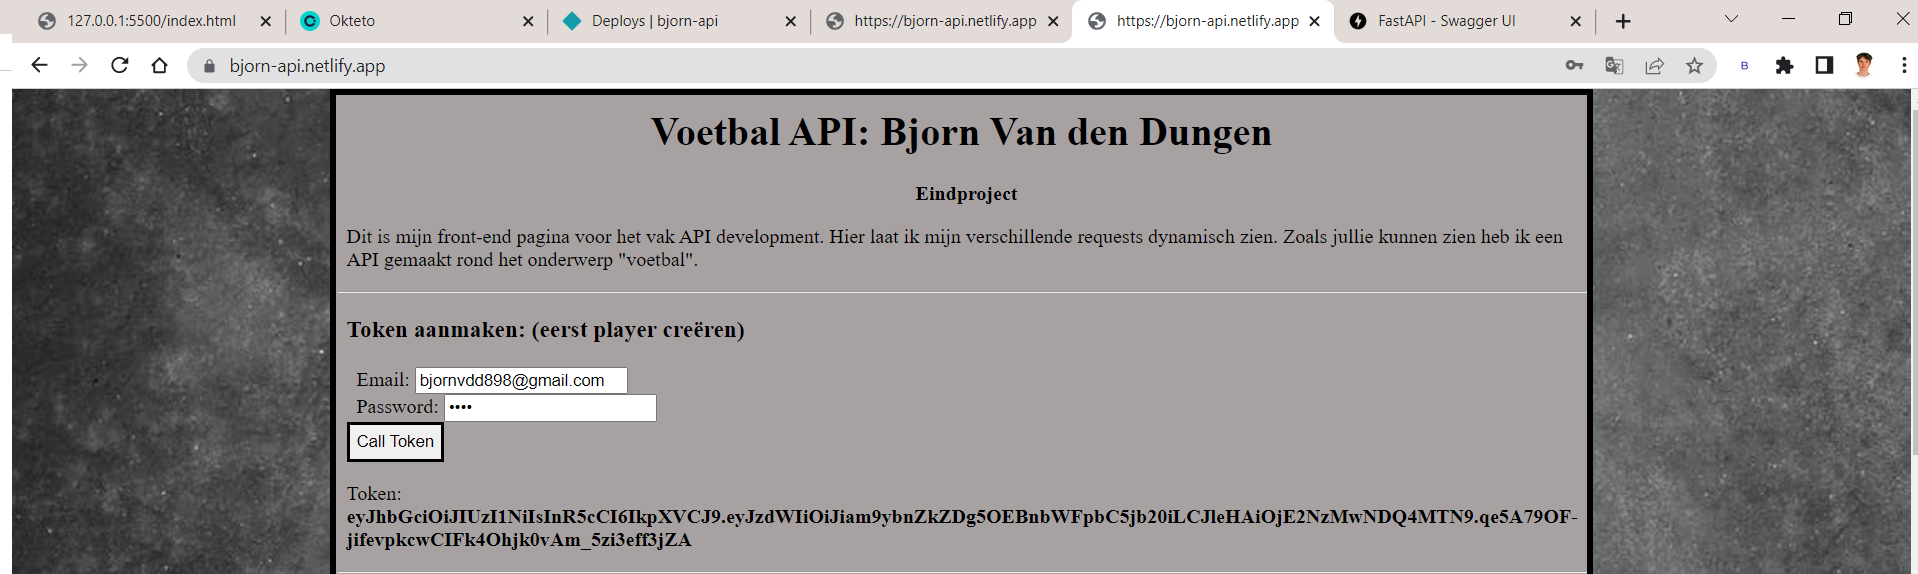 127.0.0.1:5500/index.html
Okteto
Deploys | bjorn-api
https://bjorn-api.netlify.app
https://bjorn-api.netlify.app
FastAPI - Swagger UI
bjorn-api.netlify.app
B
Voetbal API: Bjorn Van den Dungen
Eindproject
Dit is mijn front-end pagina voor het vak API development. Hier laat ik mijn verschillende requests dynamisch zien. Zoals jullie kunnen zien heb ik een
API gemaakt rond het onderwerp "voetbal".
Token aanmaken: (eerst player creëren)
Email: bjornvdd898@gmail.com
Password: ••••
Call Token
Token:
eyJhbGciOiJIUzI1NiIsInR5cCI6IkpXVCJ9.eyJzdWIiOiJiam9ybnZkZDg5OEBnbWFpbC5jb20iLCJleHAiOjE2NzMwNDQ4MTN9.qe5A79OF-
jifevpkcwCIFk4Ohjk0vAm_5zi3eff3jZA